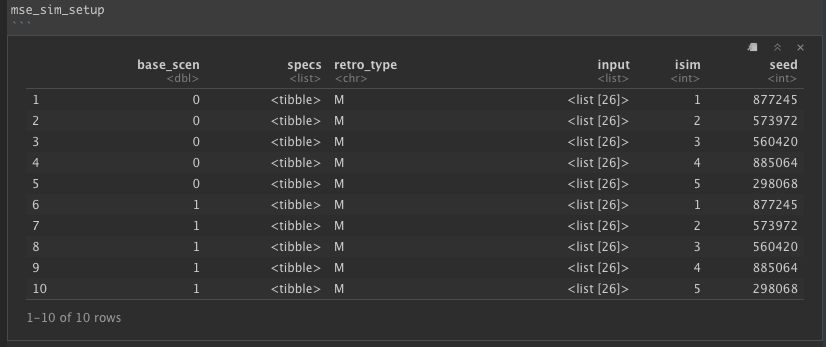 mse_sim_setup
```
base_scen specs retro_type input isim seed
<dbl> <list> <chr> <list> <int> <int>
1 0 <tibble> M <list [26]> 1 877245
2 0 <tibble> M <list [26]> 2 573972
3 0 <tibble> M <list [26]> 3 560420
4 0 <tibble> M <list [26]> 4 885064
5 0 <tibble> M <list [26]> 5 298068
6 1 <tibble> M <list [26]> 1 877245
7 1 <tibble> M <list [26]> 2 573972
8 1 <tibble> M <list [26]> 3 560420
9 1 <tibble> M <list [26]> 4 885064
10 1 <tibble> M <list [26]> 5 298068
1-10 of 10 rows